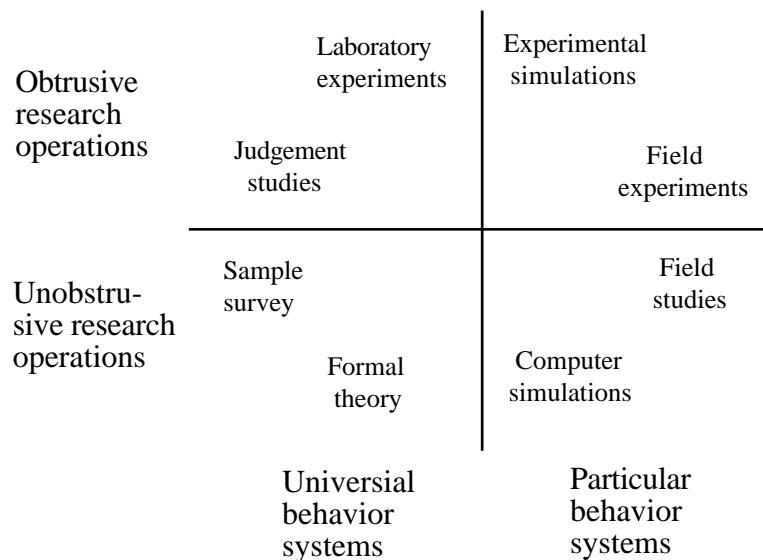 Obtrusive
research
operations
Laboratory
experiments
Judgement
studies
Experimental
simulations
Field
experiments
Unobstru-
sive research
operations
Sample
survey
Formal
theory
Field
studies
Computer
simulations
Universial
behavior
systems
Particular
behavior
systems